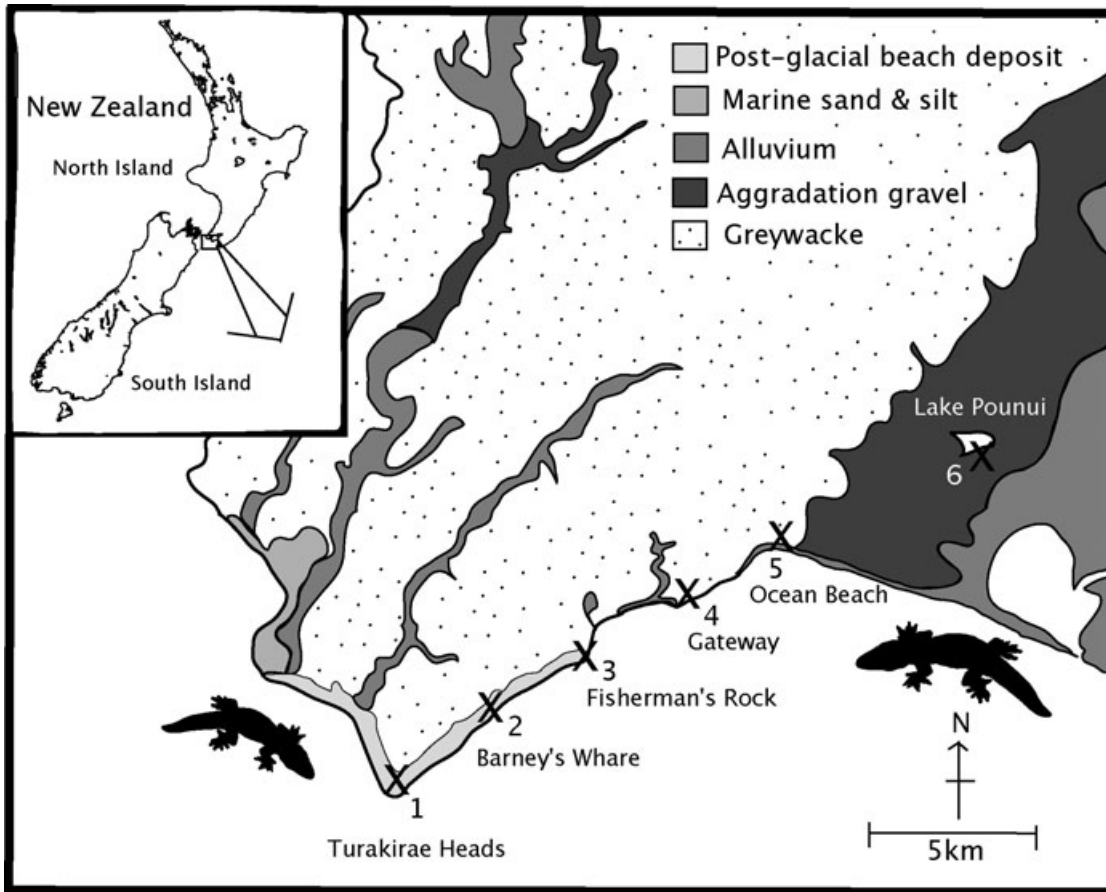 New Zealand
North Island
South Island
Post-glacial beach deposit
Marine sand & silt
Alluvium
Aggradation gravel
Greywacke
Lake Pounui
6
5
Ocean Beach
4
Gateway
3
Fisherman's Rock
2
Barney's Whare
1
Turakirae Heads
N
5km